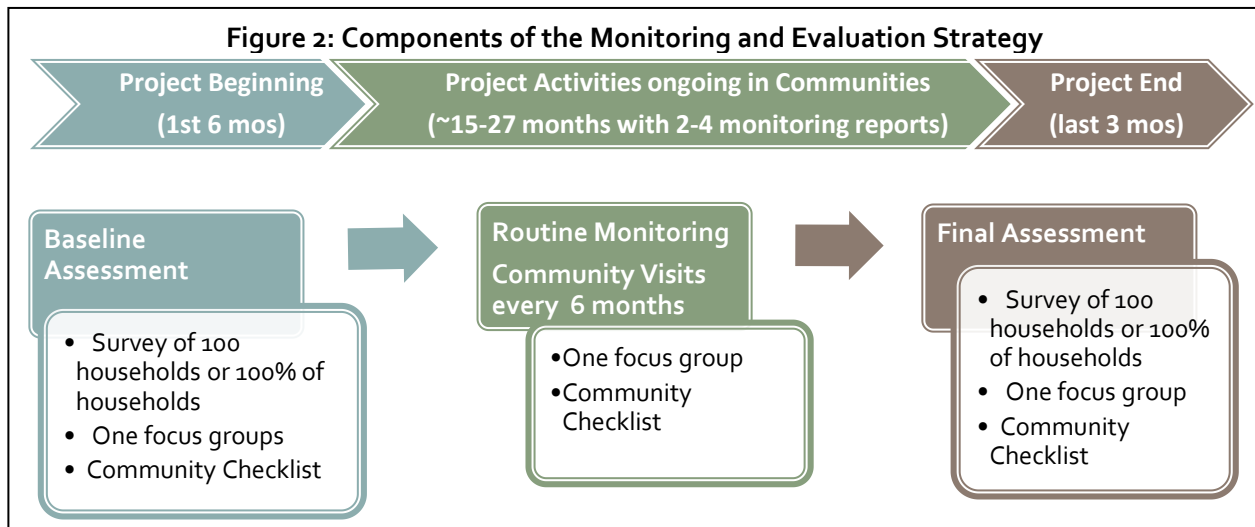 Figure 2: Components of the Monitoring and Evaluation Strategy
Project Beginning
(1st 6 mos)
Project Activities ongoing in Communities
(~15-27 months with 2-4 monitoring reports)
Project End
(last 3 mos)
Baseline
Assessment
• Survey of 100
households or 100% of
households
• One focus groups
• Community Checklist
Routine Monitoring
Community Visits
every 6 months
•One focus group
•Community
Checklist
Final Assessment
• Survey of 100
households or 100%
of households
• One focus group
• Community
Checklist